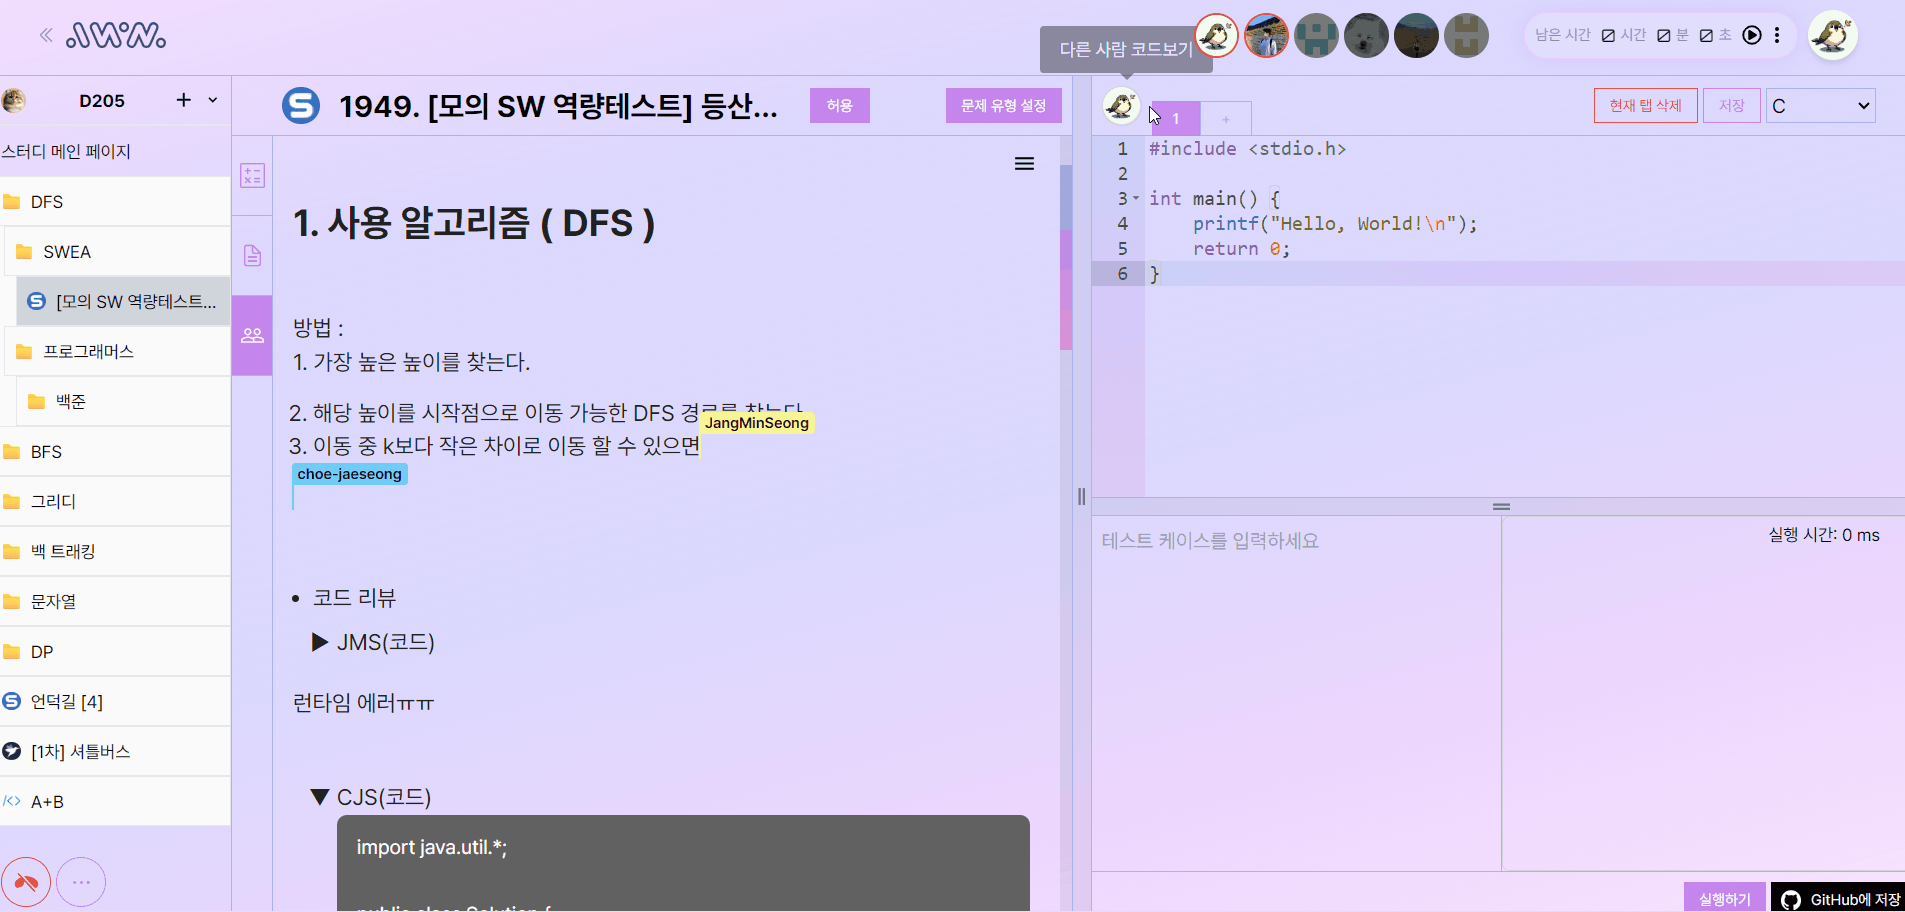 다른 사람 코드보기
남은 시간 시간 분 초
D205
1949. [모의 SW 역량테스트] 등산...
허용
문제 유형 설정
1
+
현재 탭 삭제
저장
C
스터디 메인 페이지
DFS
SWEA
[모의 SW 역량테스트...
프로그래머스
백준
BFS
그리디
백 트래킹
문자열
DP
언덕길 [4]
[1차] 셔틀버스
A+B
1. 사용 알고리즘 ( DFS )
방법 :
1. 가장 높은 높이를 찾는다.
2. 해당 높이를 시작점으로 이동 가능한 DFS 경로를 찾는다
JangMinSeong
3. 이동 중 k보다 작은 차이로 이동 할 수 있으면
choe-jaeseong
• 코드 리뷰
▶ JMS(코드)
런타임 에러ㅠㅠ
▼ CJS(코드)
import java.util.*;
public class Solution {
1 #include <stdio.h>
2
3 int main() {
4 printf("Hello, World!\n");
5 return 0;
6 }
테스트 케이스를 입력하세요
실행 시간: 0 ms
실행하기
GitHub에 저장